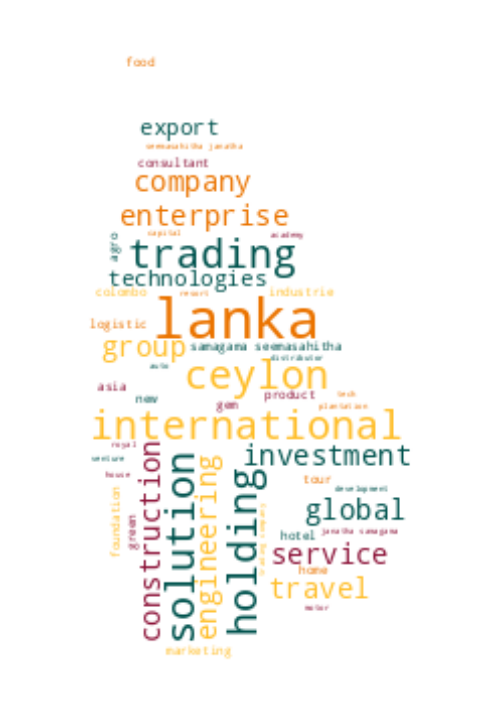 food
export
seemasahitha janatha
consultant
company
enterprise
capital
academy
agro
trading
technologies
colombo
resort
industrie
lanka
logistic
group
samagama seemasahitha
distributor
auto
ceylon
asia
new
product
tech
gem
plantation
international
royal
investment
venture
house
tour
development
construction
solution
engineering
holding
foundation
green
trading company
global
hotel
janatha samagama
service
home
travel
motor
marketing